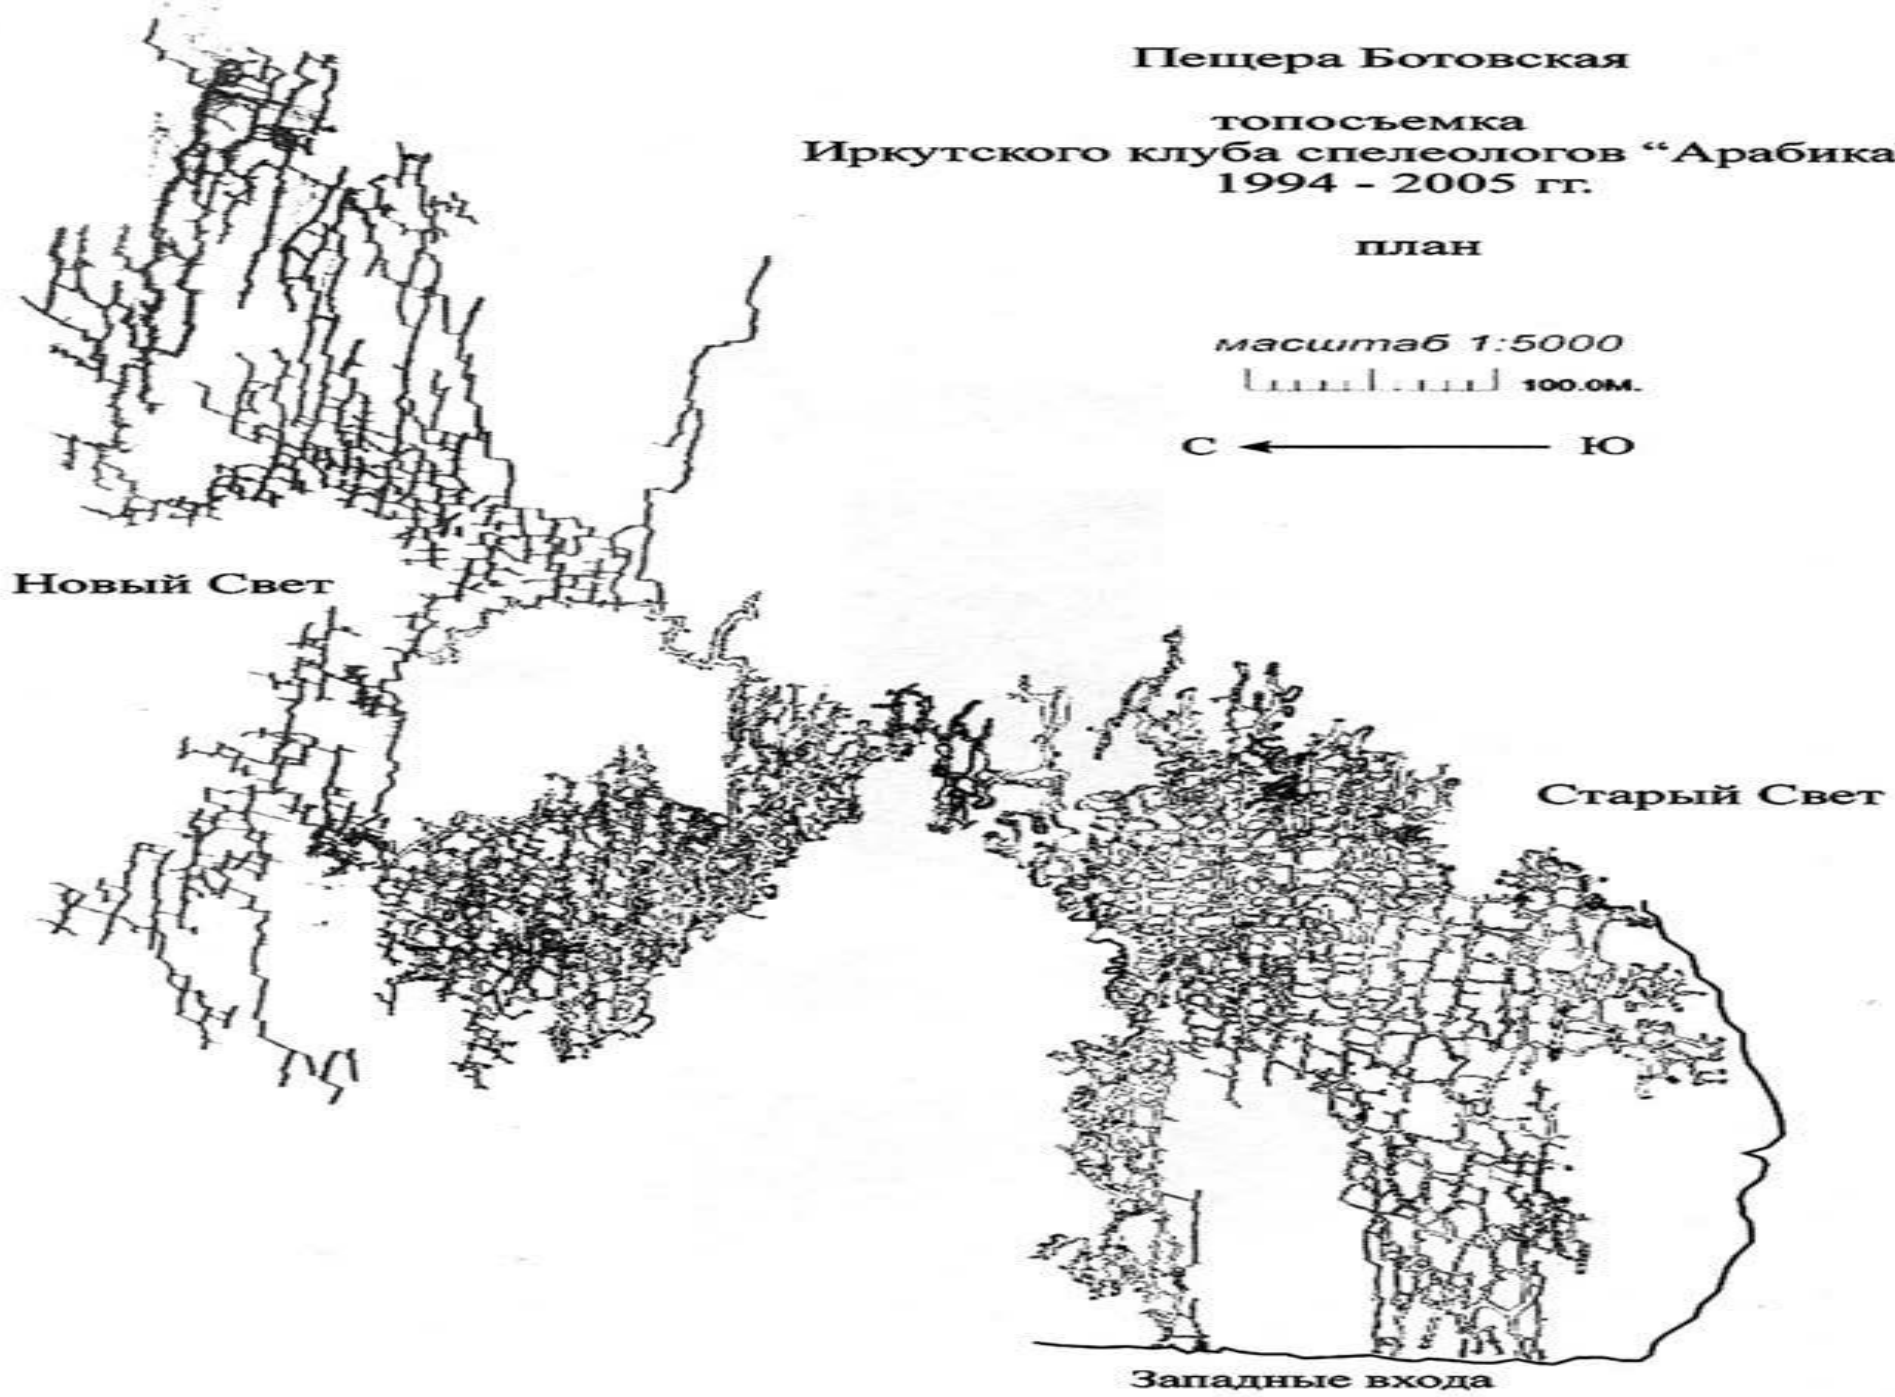 Пещера Ботовская
топосъемка
Иркутского клуба спелеологов “Арабика
1994 - 2005 гг.
план
масштаб 1:5000
100.0м.
С Ю
Новый Свет
Старый Свет
Западные входа